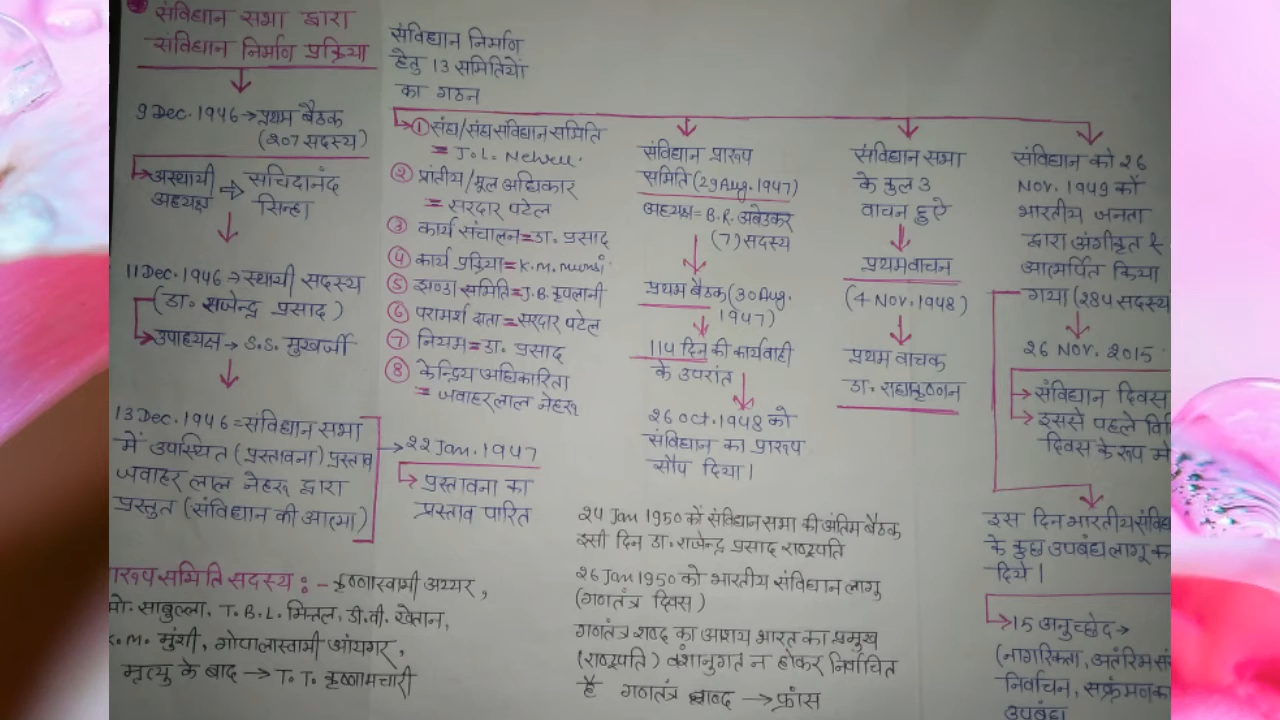 संविधान सभा द्वारा
संविधान निर्माण प्रक्रिया
9 Dec. 1946 → प्रथम बैठक
(207 सदस्य)
अस्थायी अध्यक्ष ⇒ सचिदानंद सिन्हा
11 Dec. 1946 → स्थायी सदस्य
(डा. राजेन्द्र प्रसाद)
उपाध्यक्ष → S.S. मुखर्जी
13 Dec. 1946 = संविधान सभा
में उपस्थित (प्रस्तावना) प्रस्ताव
जवाहर लाल नेहरू द्वारा
प्रस्तुत (संविधान की आत्मा)
→ 22 Jan. 1947
प्रस्तावना का
प्रस्ताव पारित
संविधान निर्माण
हेतु 13 समितियों
का गठन
① संघ/संघ संविधान समिति
= J.L. Nehru.
② प्रांतीय/मूल अधिकार
= सरदार पटेल
③ कार्य संचालन = डा. प्रसाद
④ कार्य प्रक्रिया = K.M. munsi
⑤ झण्डा समिति = J.B. कृपलानी
⑥ परामर्श दाता = सरदार पटेल
⑦ नियम = डा. प्रसाद
⑧ केन्द्रिय अधिकारिता
= जवाहरलाल नेहरू
संविधान प्रारूप
समिति (29 Aug. 1947)
अध्यक्ष = B.R. अंबेडकर
(7) सदस्य
प्रथम बैठक (30 Aug.
1947)
114 दिन की कार्यवाही
के उपरांत
26 Oct. 1948 को
संविधान का प्रारूप
सौप दिया।
संविधान सभा
के कुल 3
वाचन हुऐ
प्रथम वाचन
(4 Nov. 1948)
प्रथम वाचक
डा. राधाकृष्णन
संविधान को 26
Nov. 1949 को
भारतीय जनता
द्वारा अंगीकृत व
आत्मर्पित किया
गया (284 सदस्य
26 Nov. 2015
संविधान दिवस
इससे पहले वि
दिवस के रूप मे
इस दिन भारतीय संविध
के कुछ उपबंध लागू क
दिये।
15 अनुच्छेद →
(नागरिकता, अंतरिम सं
निर्वाचन, सक्रंमणका
उपबंध
24 Jan 1950 को संविधान सभा की अंतिम बैठक
इसी दिन डा. राजेन्द्र प्रसाद राष्ट्रपति
26 Jan 1950 को भारतीय संविधान लागू
(गणतंत्र दिवस)
गणतंत्र शब्द का आशय भारत का प्रमुख
(राष्ट्रपति) वंशानुगत न होकर निर्वाचित
है गणतंत्र शब्द → फ्रांस
ारूप समिति सदस्य : - कृष्णास्वामी अय्यर,
मो. सादुल्ला, T.B.L. मित्तल, डी.वी. खेतान,
K.M. मुंशी, गोपालास्वामी आंयगर,
मृत्यु के बाद → T.T. कृष्णामचारी